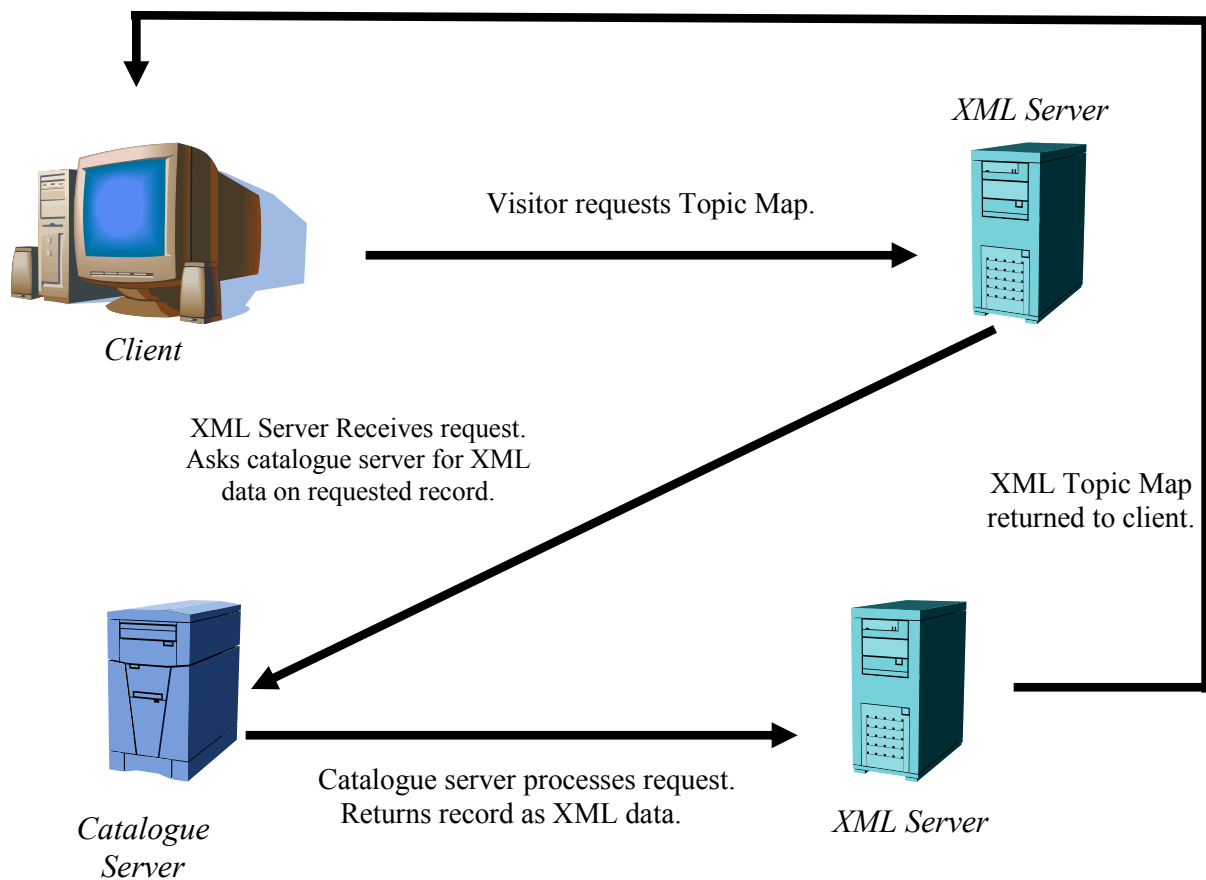 XML Server
Visitor requests Topic Map.
Client
XML Server Receives request.
Asks catalogue server for XML
data on requested record.
XML Topic Map
returned to client.
Catalogue server processes request.
Returns record as XML data.
Catalogue
Server
XML Server